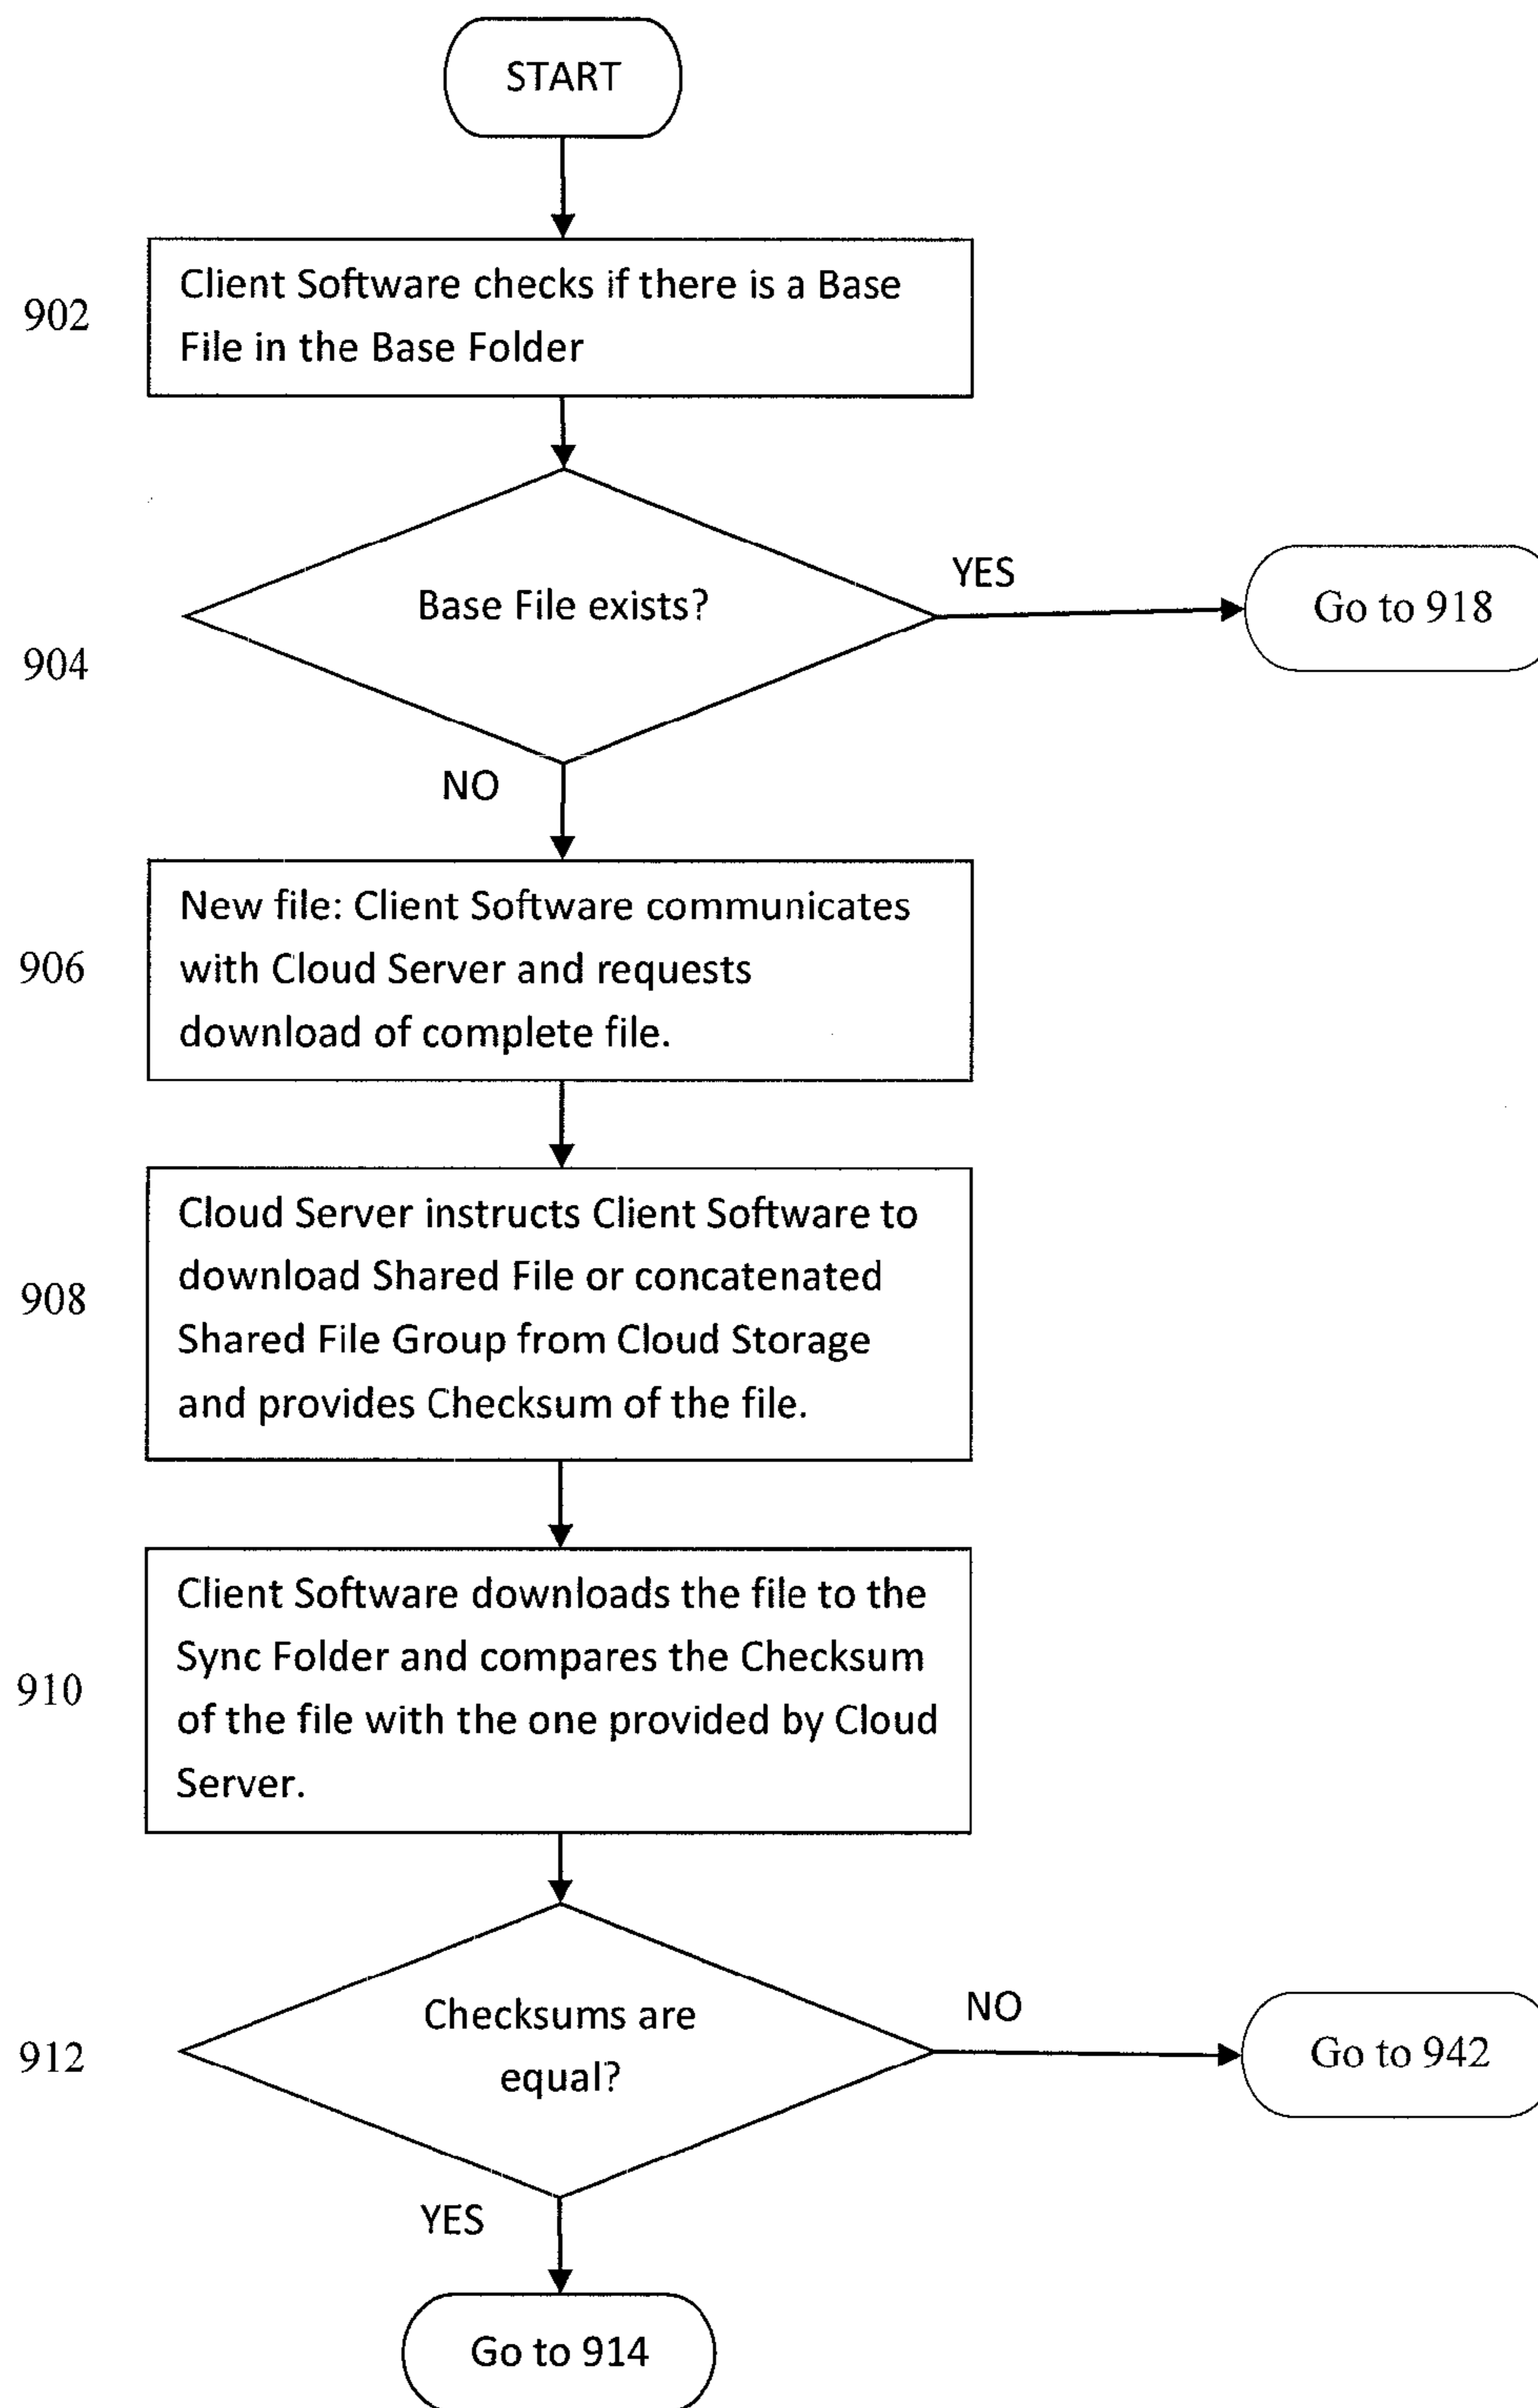 START
902
Client Software checks if there is a Base
File in the Base Folder
904
Base File exists?
YES
Go to 918
NO
906
New file: Client Software communicates
with Cloud Server and requests
download of complete file.
908
Cloud Server instructs Client Software to
download Shared File or concatenated
Shared File Group from Cloud Storage
and provides Checksum of the file.
910
Client Software downloads the file to the
Sync Folder and compares the Checksum
of the file with the one provided by Cloud
Server.
912
Checksums are
equal?
NO
Go to 942
YES
Go to 914